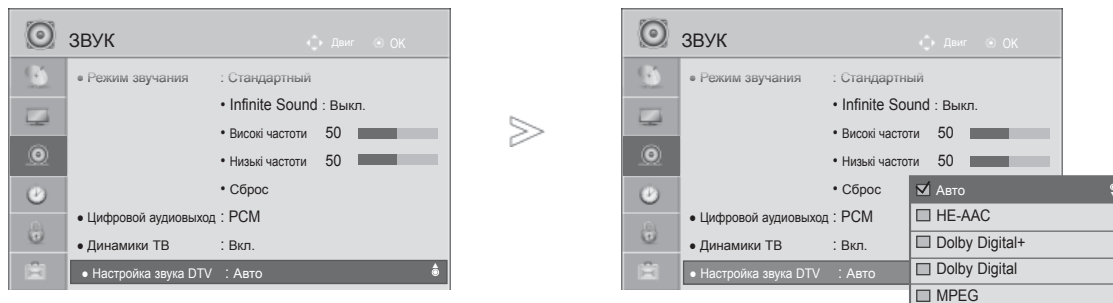 ЗВУК
Двиг OK
• Режим звучания : Стандартный
• Infinite Sound : Выкл.
• Високі частоти 50
• Низькі частоти 50
• Сброс
● Цифровой аудиовыход : PCM
● Динамики ТВ : Вкл.
● Настройка звука DTV : Авто
ЗВУК
Двиг OK
• Режим звучания : Стандартный
• Infinite Sound : Выкл.
• Високі частоти 50
• Низькі частоти 50
• Сброс
● Цифровой аудиовыход : PCM
● Динамики ТВ : Вкл.
● Настройка звука DTV : Авто
Авто
HE-AAC
Dolby Digital+
Dolby Digital
MPEG